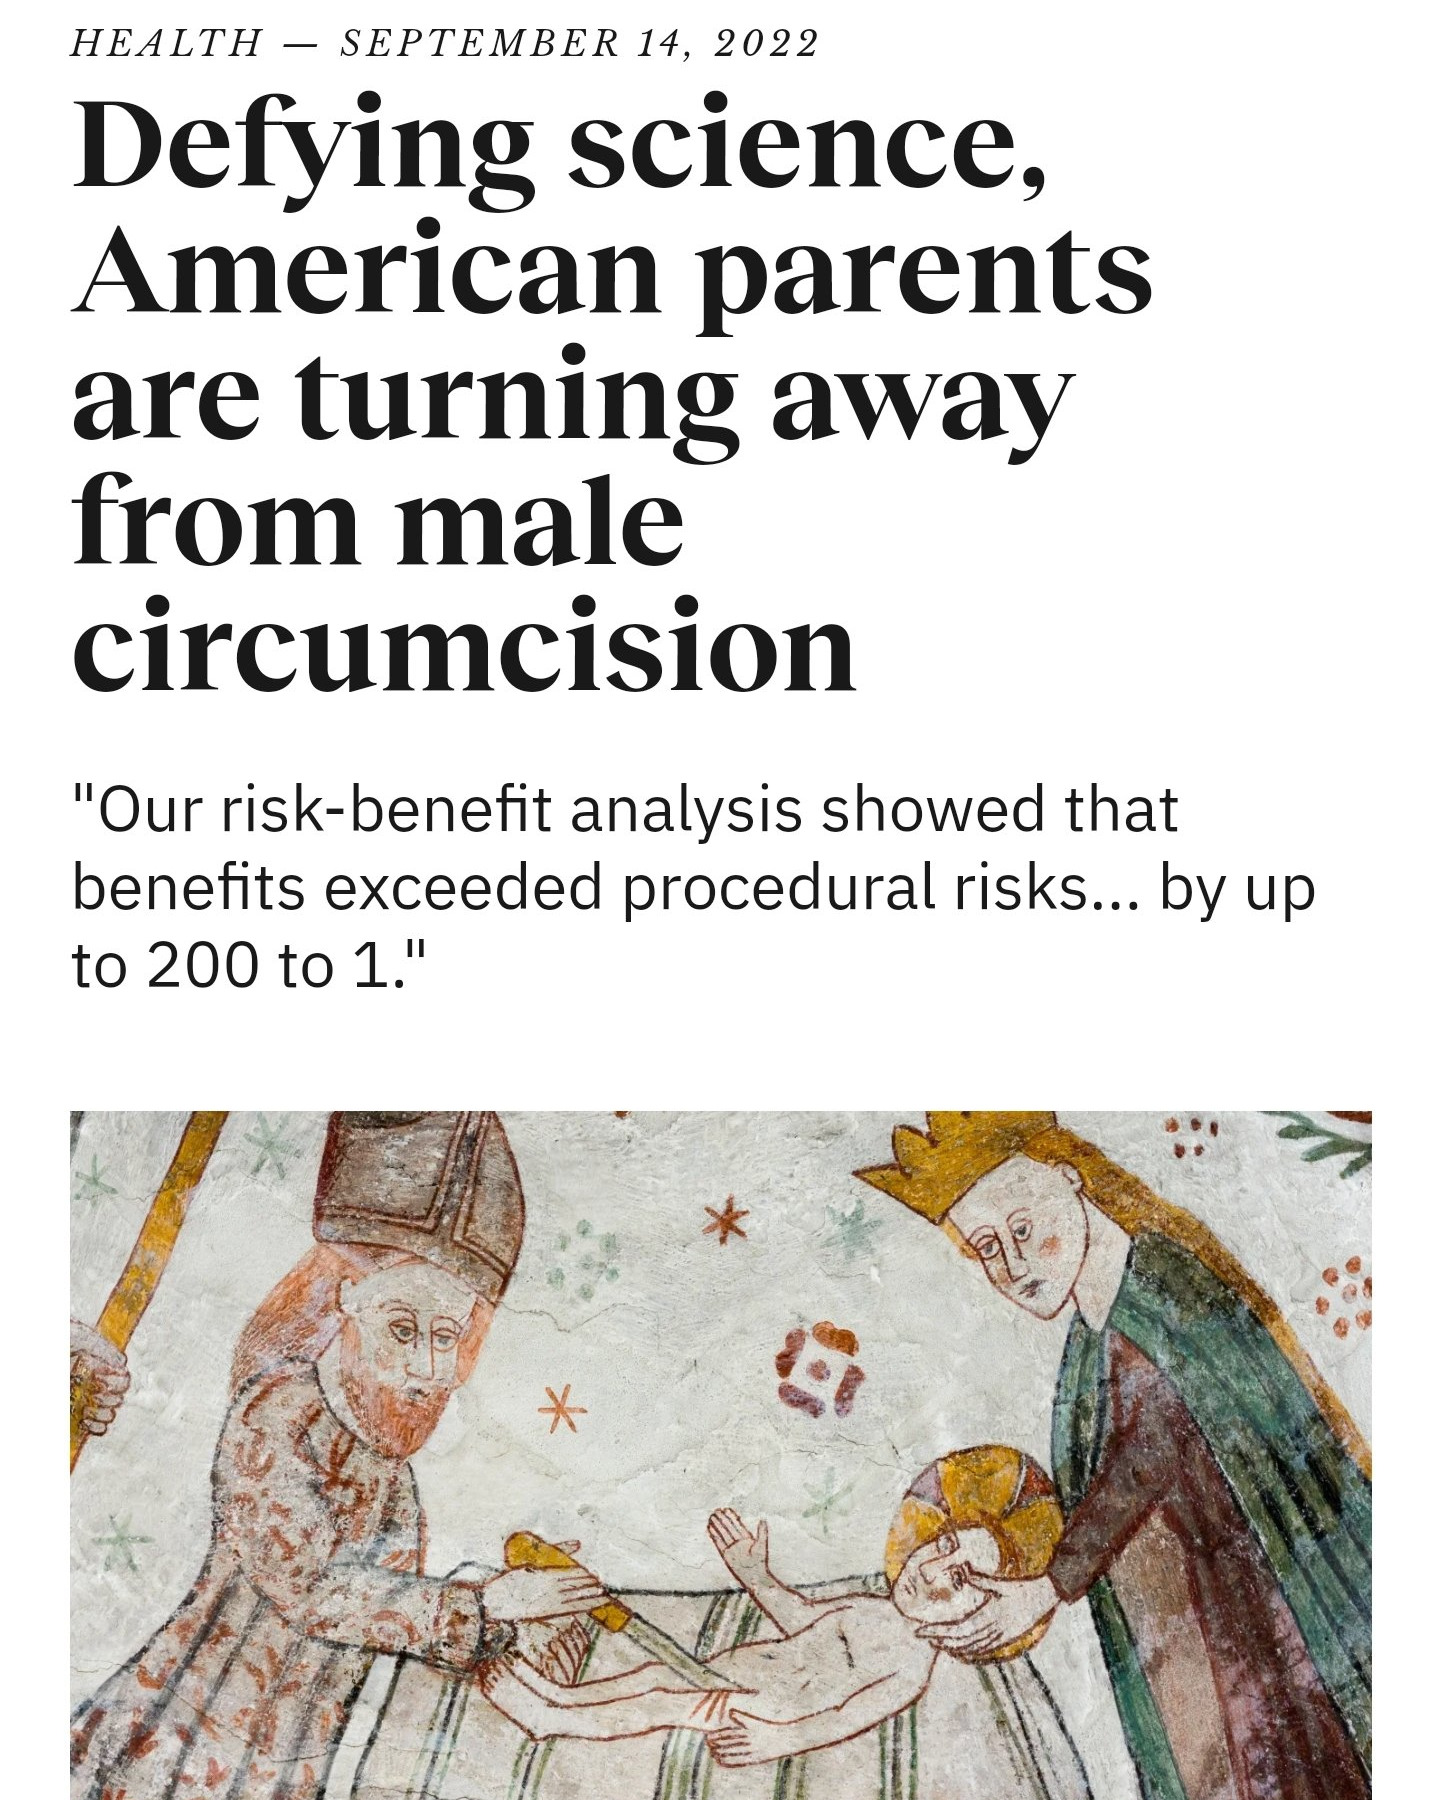 HEALTH — SEPTEMBER 14, 2022
Defying science,
American parents
are turning away
from male
circumcision
"Our risk-benefit analysis showed that
benefits exceeded procedural risks... by up
to 200 to 1."